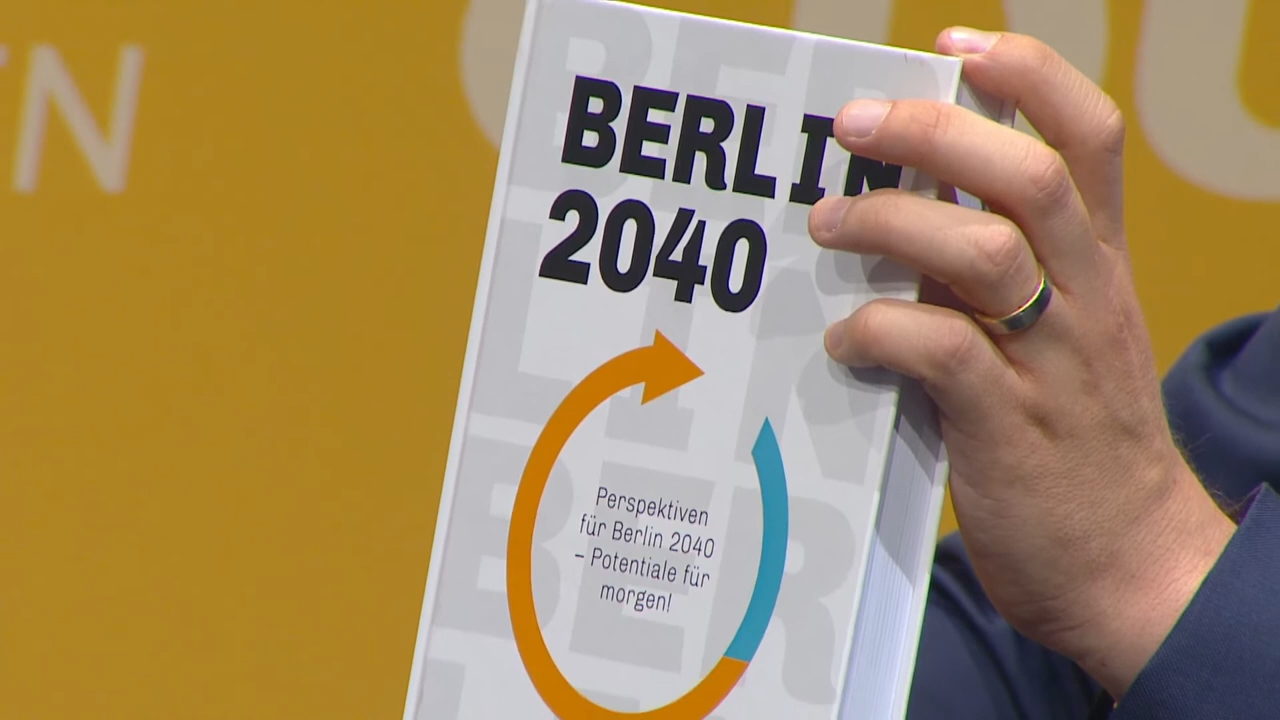 BERLIN
2040
Perspektiven
für Berlin 2040
– Potentiale für
morgen!